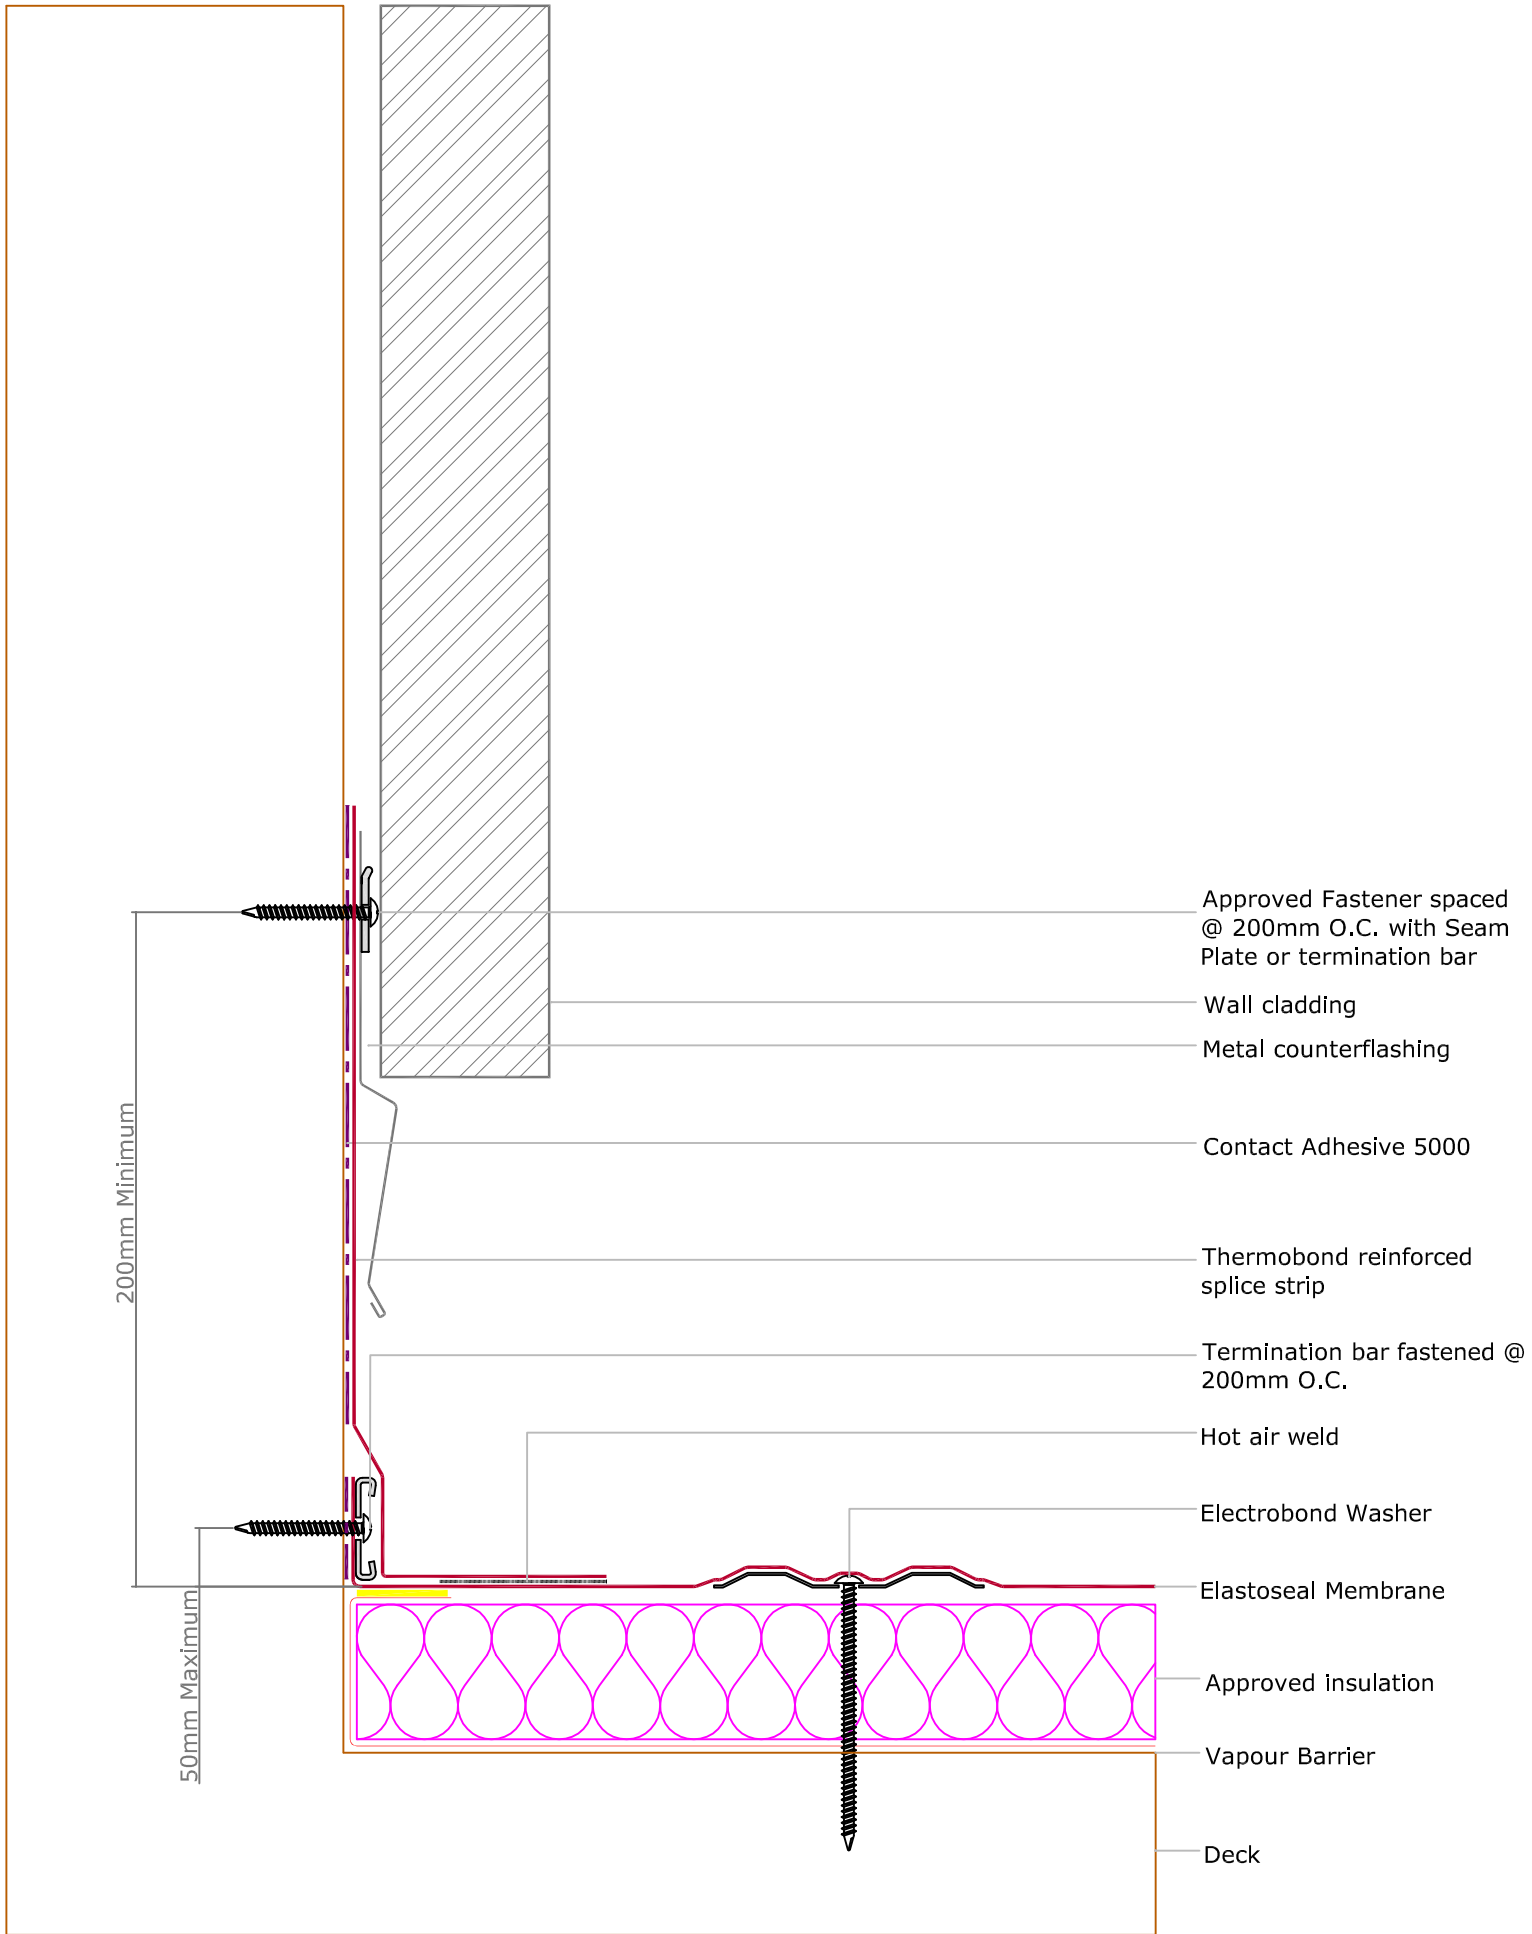 Approved Fastener spaced
@ 200mm O.C. with Seam
Plate or termination bar
Wall cladding
Metal counterflashing
Contact Adhesive 5000
Thermobond reinforced
splice strip
Termination bar fastened @
200mm O.C.
Hot air weld
Electrobond Washer
Elastoseal Membrane
Approved insulation
Vapour Barrier
Deck
200mm Minimum
50mm Maximum